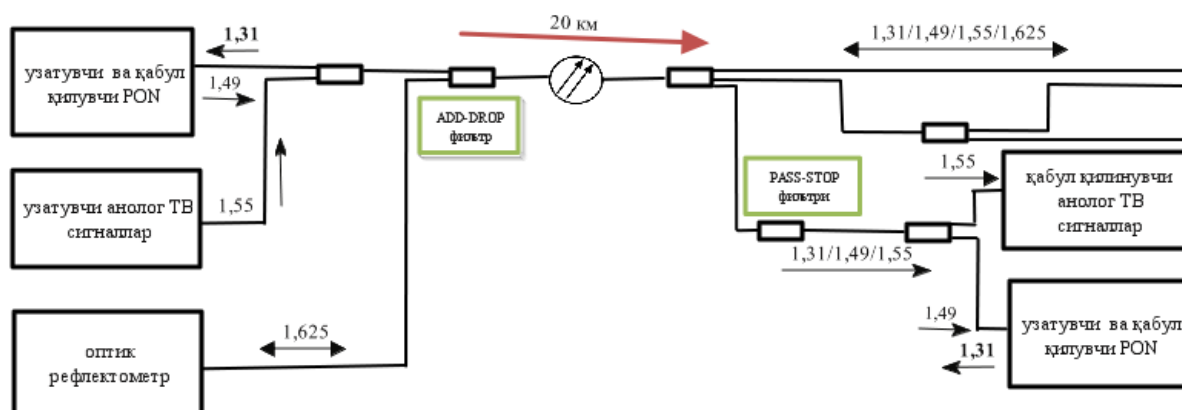 20 км
1,31/1,49/1,55/1,625
1,31
узатувчи ва қабул
қилувчи PON
1,49
ADD-DROP
фильтр
1,55
қабул қилинувчи
анолог ТВ
сигналлар
PASS-STOP
фильтри
узатувчи анолог ТВ
сигналлар
1,55
1,31/1,49/1,55
1,49
1,31
узатувчи ва қабул
қилувчи PON
1,625
оптик
рефлектометр